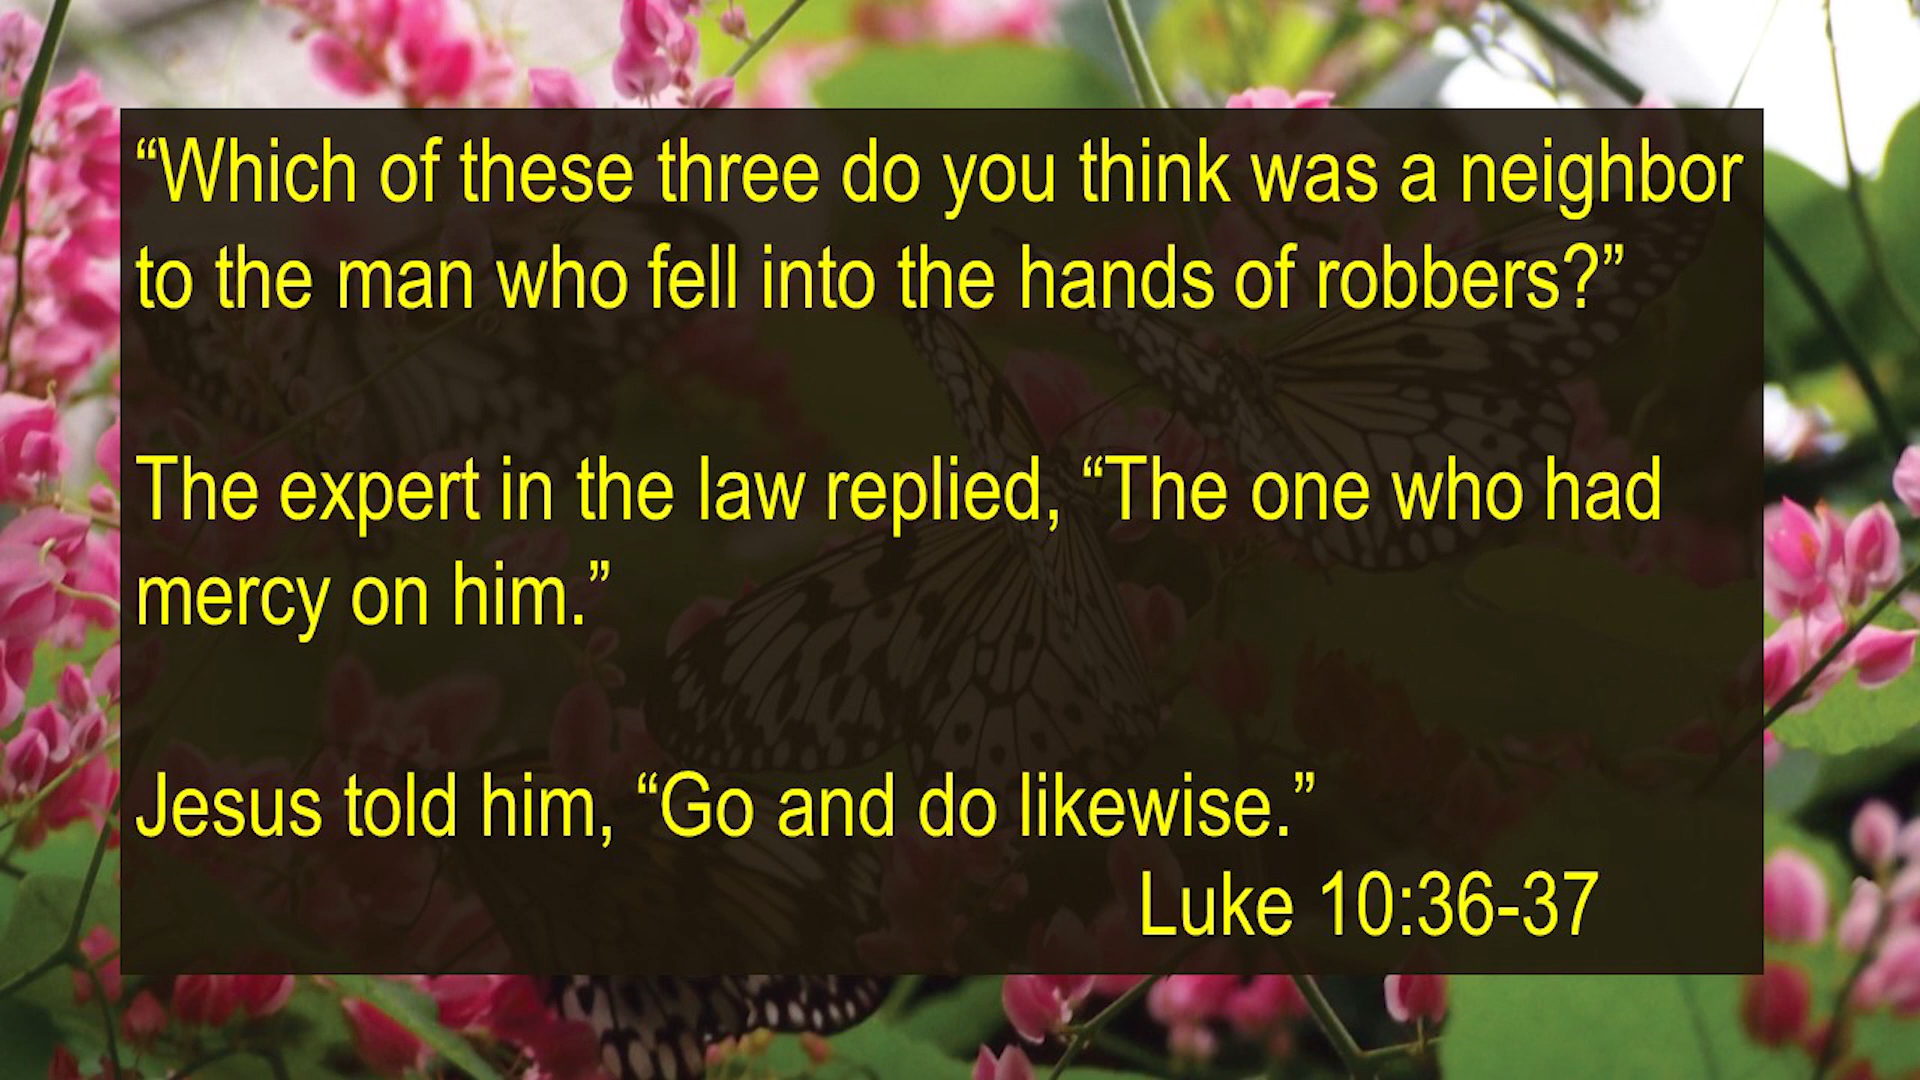 “Which of these three do you think was a neighbor
to the man who fell into the hands of robbers?”
The expert in the law replied, “The one who had
mercy on him.”
Jesus told him, “Go and do likewise.”
Luke 10:36-37